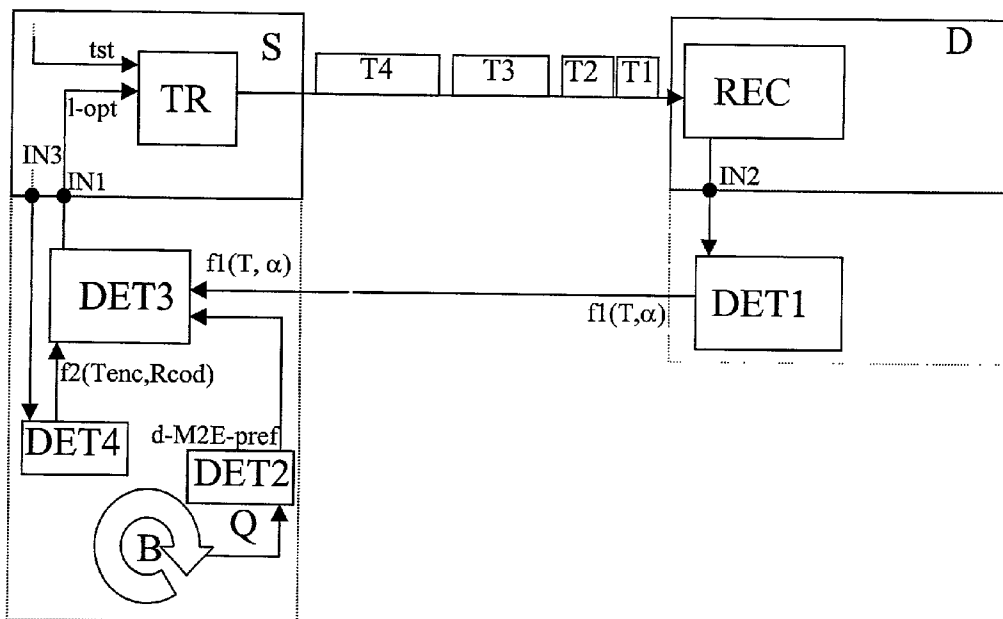 S
D
tst
T4
T3
T2
T1
TR
REC
l-opt
IN3
IN1
IN2
f1(T, α)
DET3
DET1
f1(T,α)
f2(Tenc,Rcod)
d-M2E-pref
DET4
DET2
Q
B